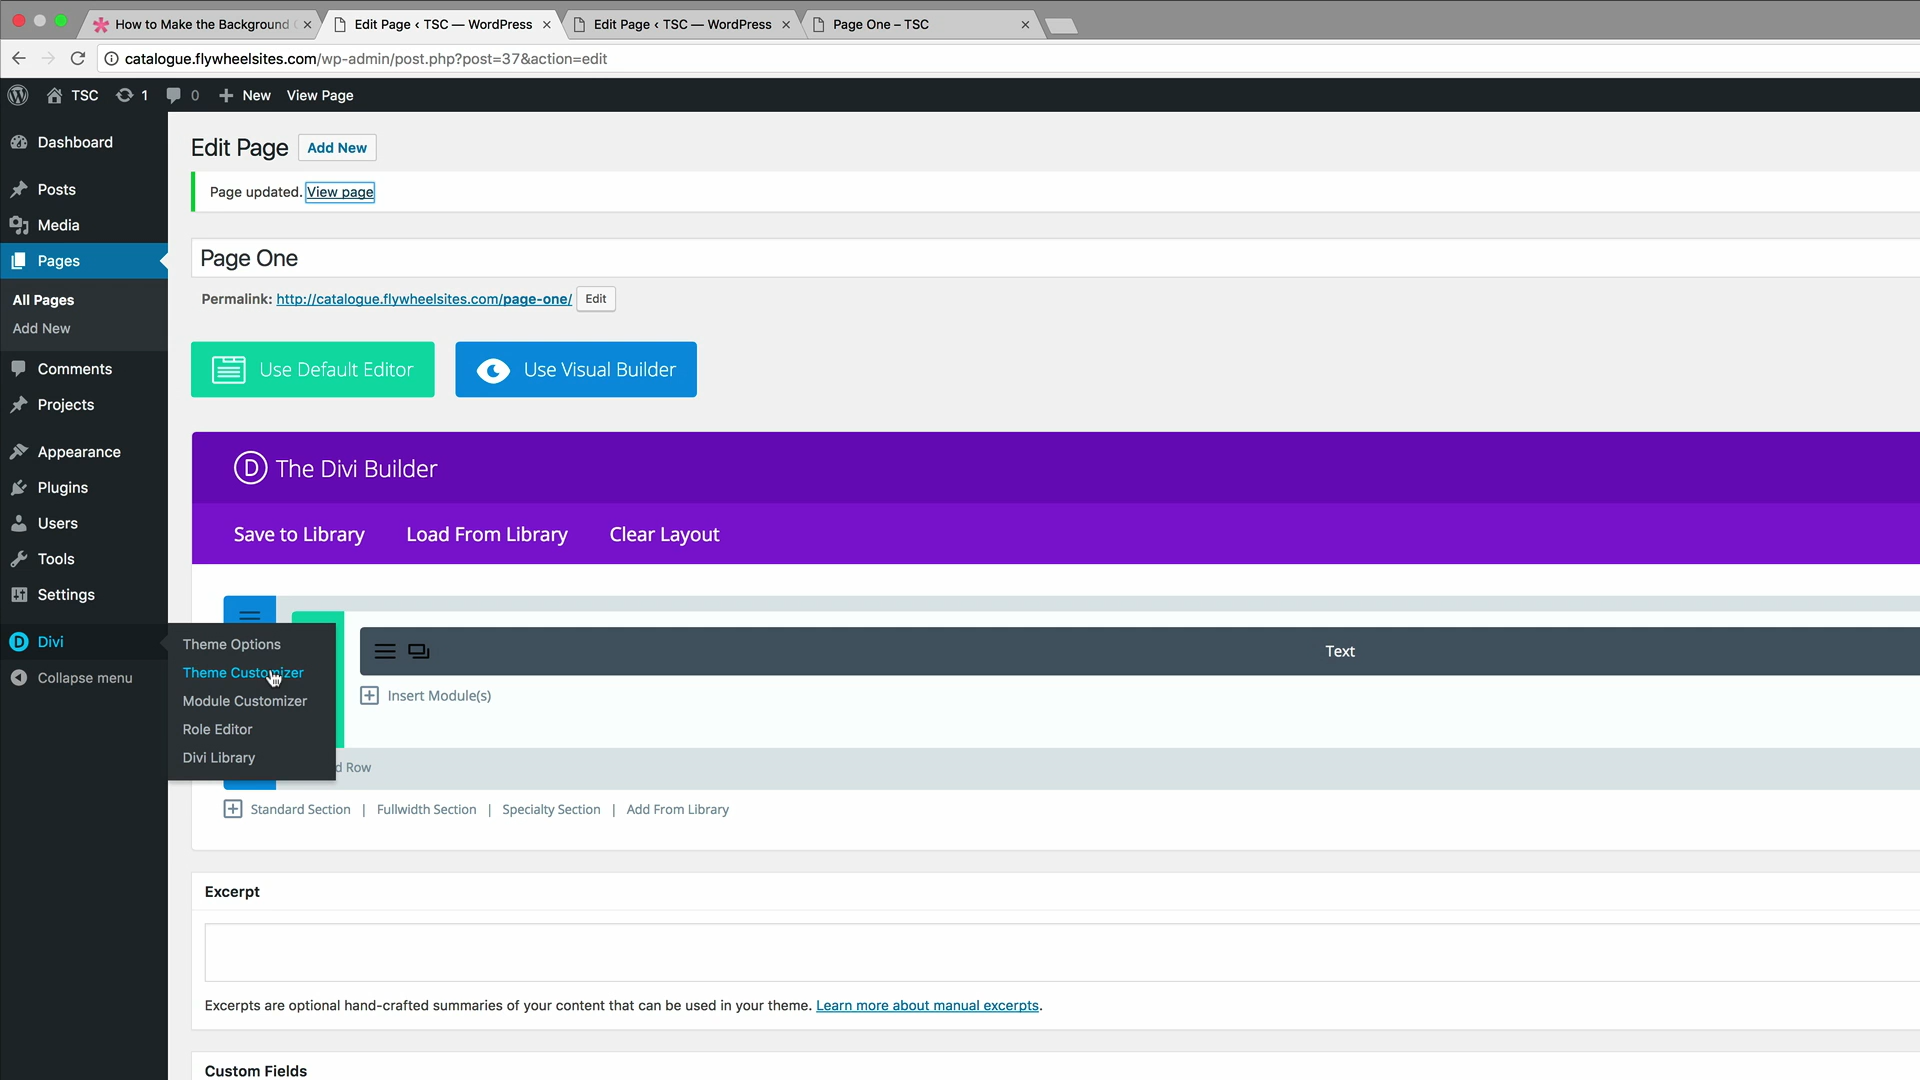 How to Make the Background
Edit Page ‹ TSC — WordPress
Edit Page ‹ TSC — WordPress
Page One – TSC
catalogue.flywheelsites.com/wp-admin/post.php?post=37&action=edit
TSC
1
0
New
View Page
Dashboard
Posts
Media
Pages
All Pages
Add New
Comments
Projects
Appearance
Plugins
Users
Tools
Settings
Divi
Collapse menu
Theme Options
Theme Customizer
Module Customizer
Role Editor
Divi Library
Edit Page
Add New
Page updated. View page
Page One
Permalink: http://catalogue.flywheelsites.com/page-one/
Edit
Use Default Editor
Use Visual Builder
D
The Divi Builder
Save to Library
Load From Library
Clear Layout
Text
Insert Module(s)
d Row
Standard Section | Fullwidth Section | Specialty Section | Add From Library
Excerpt
Excerpts are optional hand-crafted summaries of your content that can be used in your theme. Learn more about manual excerpts.
Custom Fields